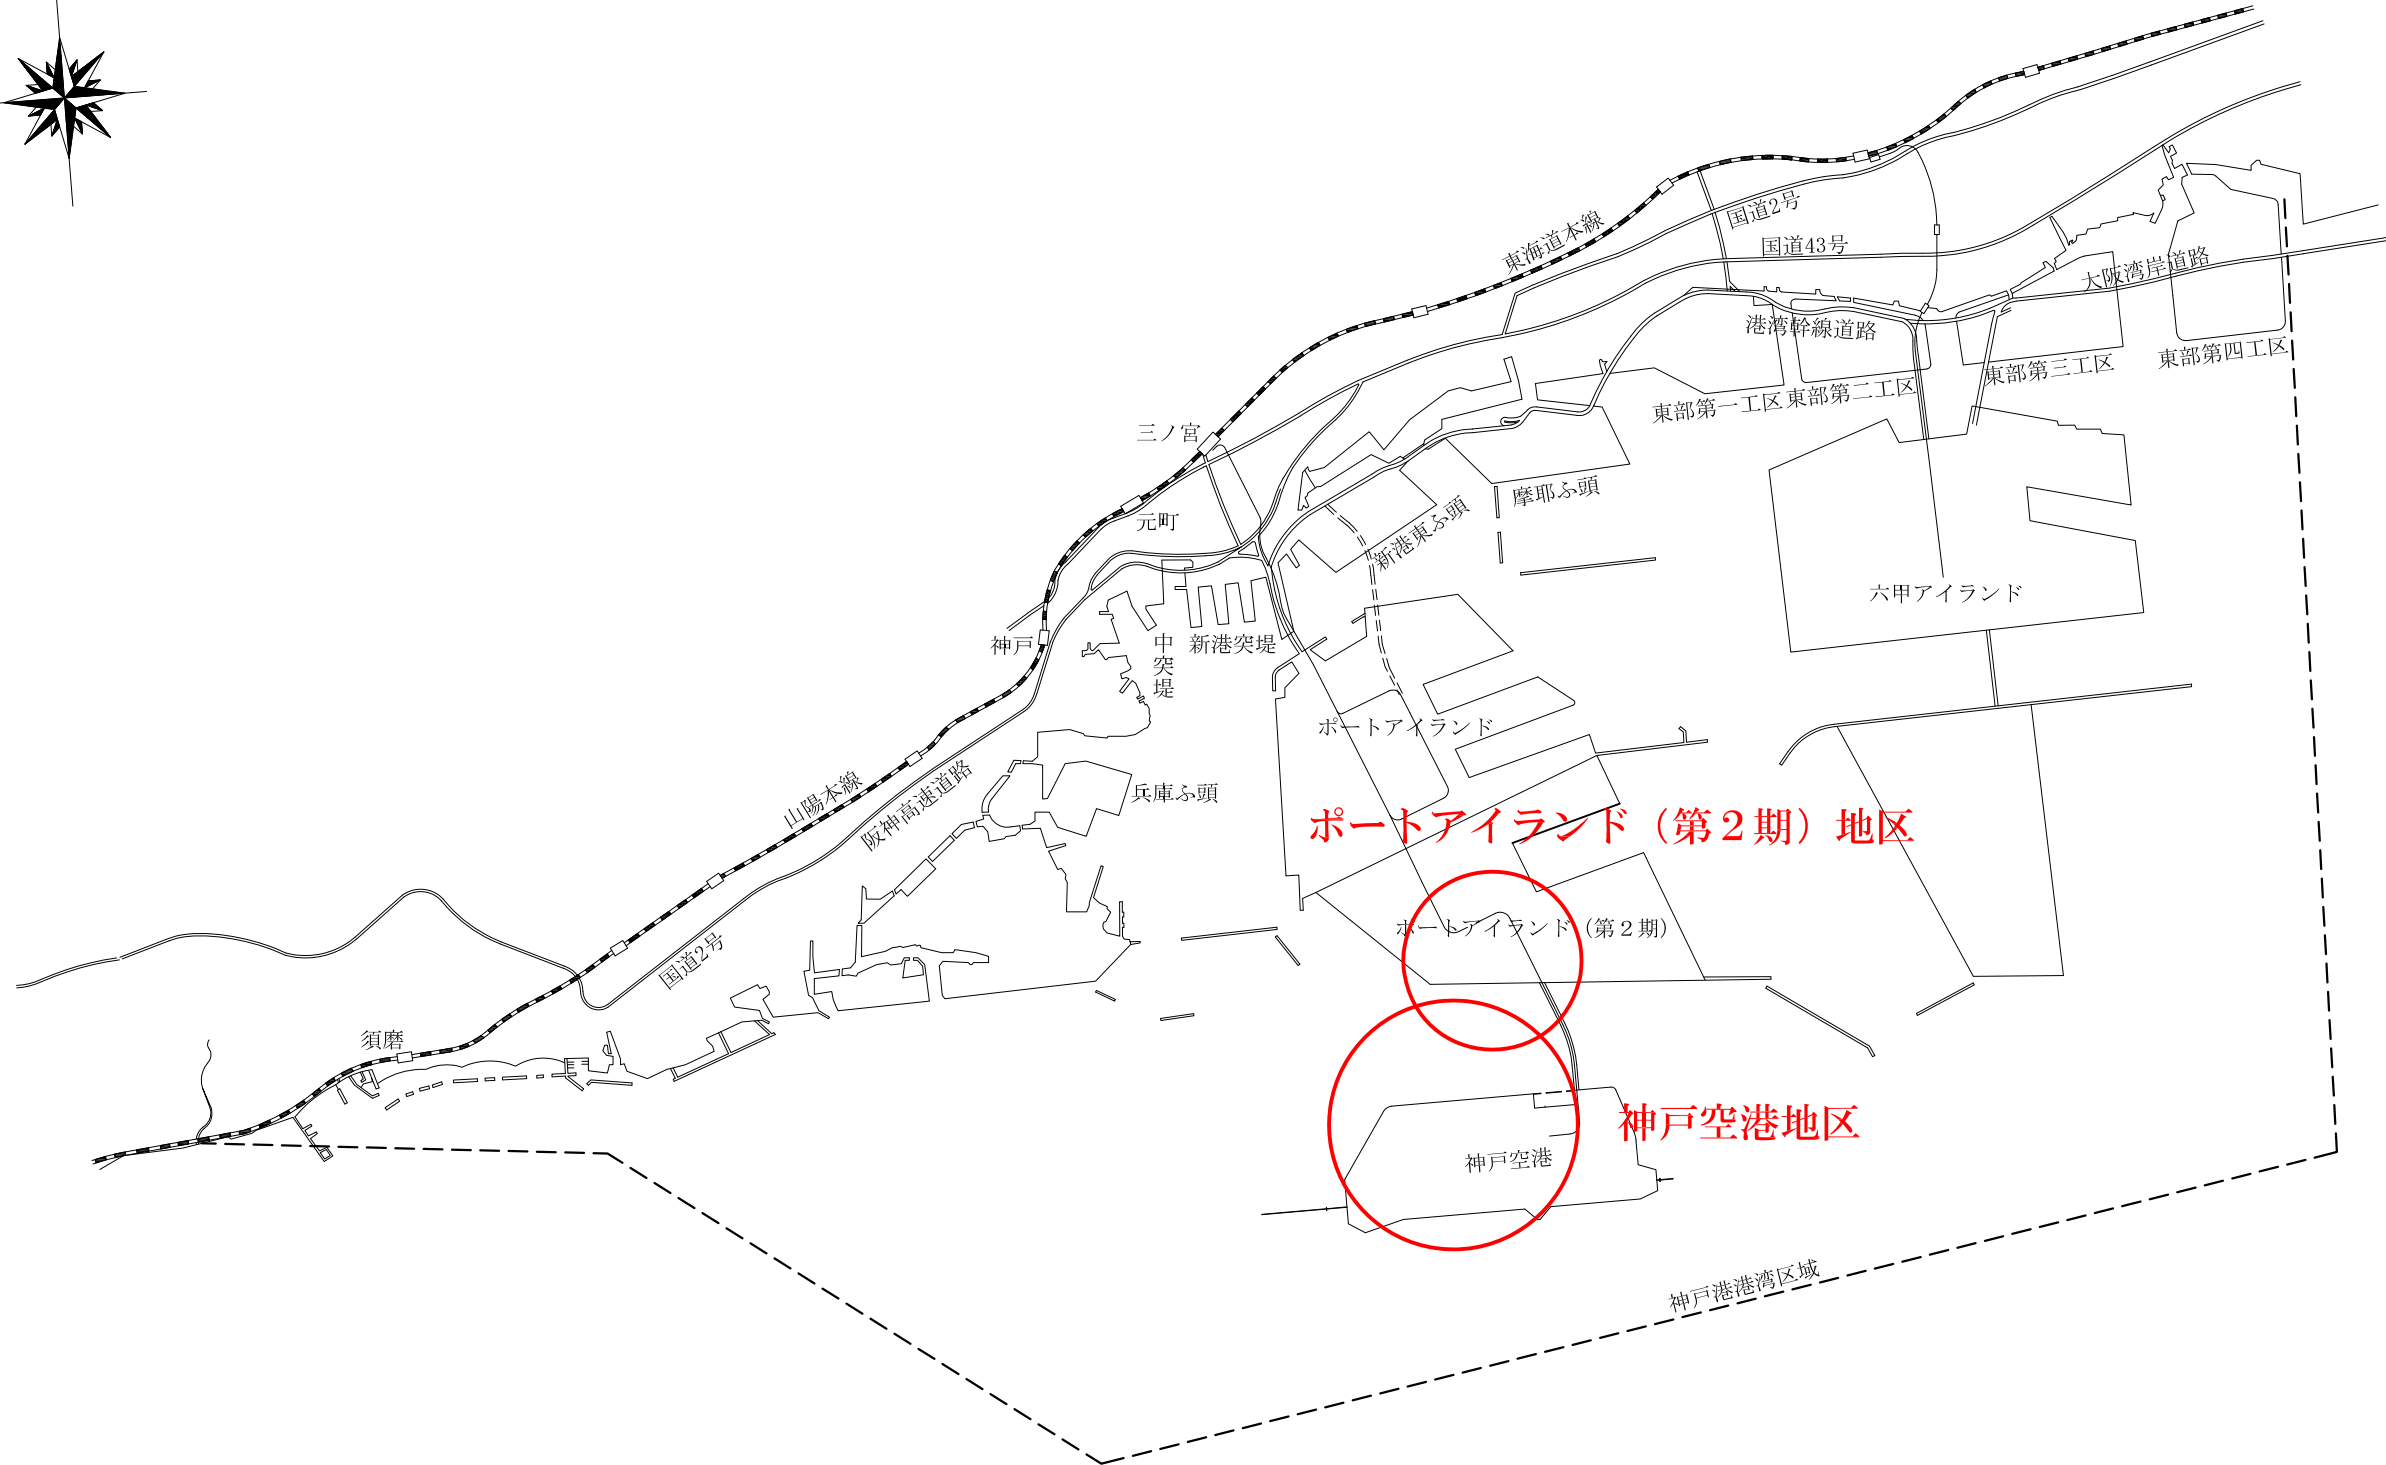 東海道本線
国道2号
国道43号
大阪湾岸道路
港湾幹線道路
東部第四工区
東部第三工区
東部第二工区
東部第一工区
三ノ宮
元町
摩耶ふ頭
新港東ふ頭
六甲アイランド
神戸
中突堤
新港突堤
ポートアイランド
山陽本線
阪神高速道路
兵庫ふ頭
ポートアイランド（第２期）地区
ポートアイランド（第２期）
国道2号
須磨
神戸空港地区
神戸空港
神戸港港湾区域